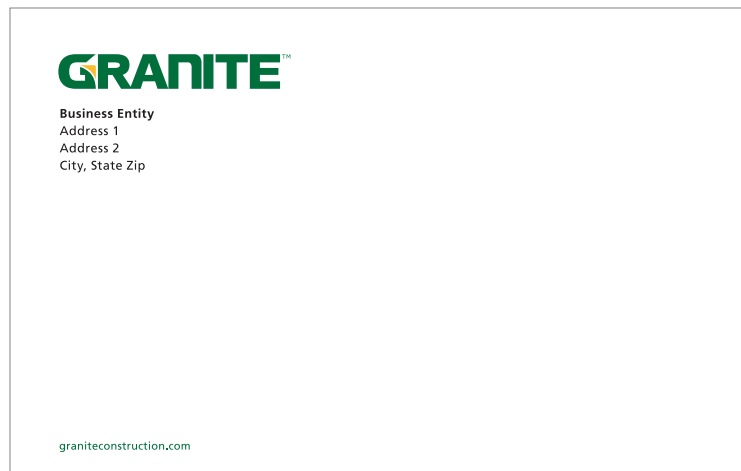 GRANITE™
Business Entity
Address 1
Address 2
City, State Zip
graniteconstruction.com